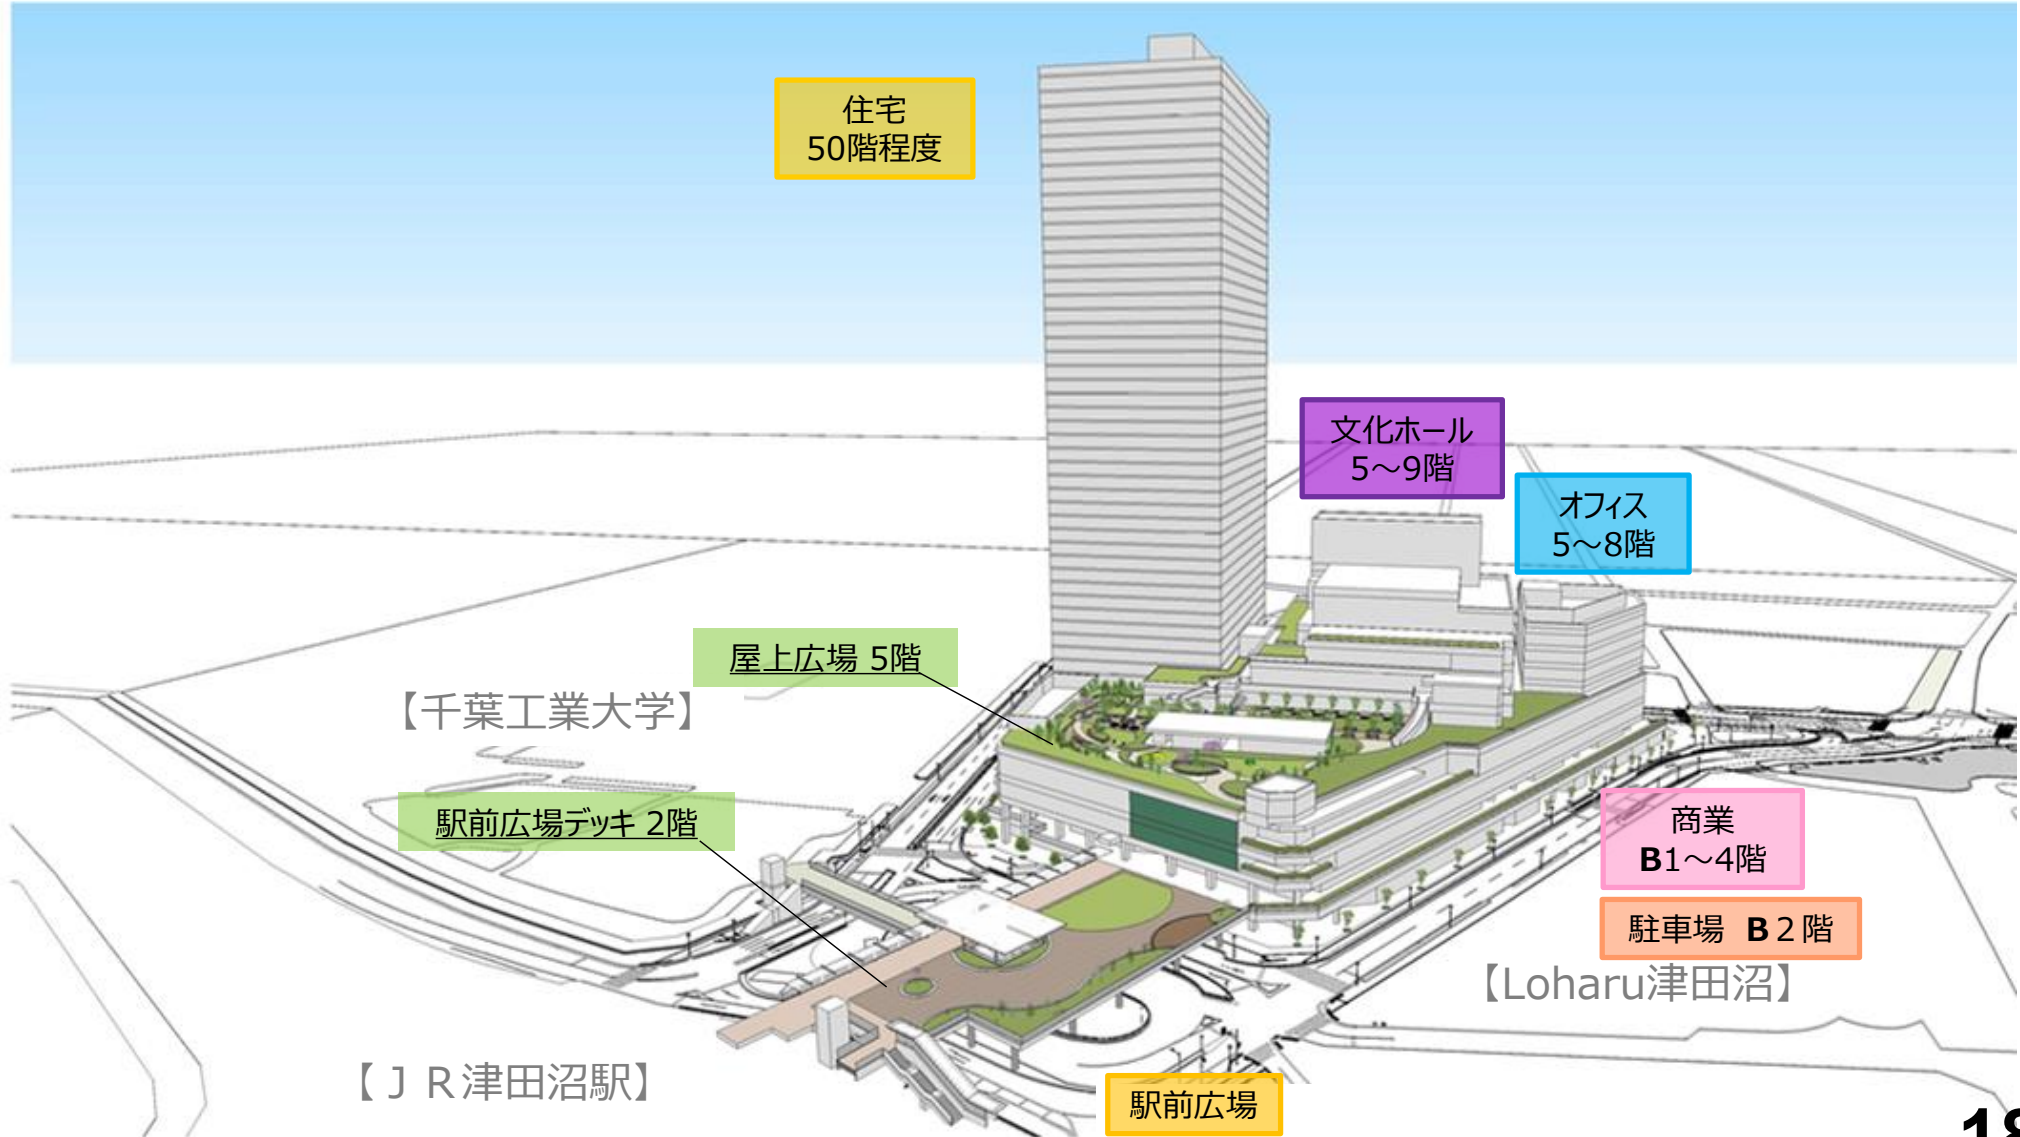 住宅
50階程度
文化ホール
5～9階
オフィス
5～8階
屋上広場 5階
【千葉工業大学】
駅前広場デッキ 2階
商業
B1～4階
駐車場 B２階
【Loharu津田沼】
【ＪＲ津田沼駅】
駅前広場
18